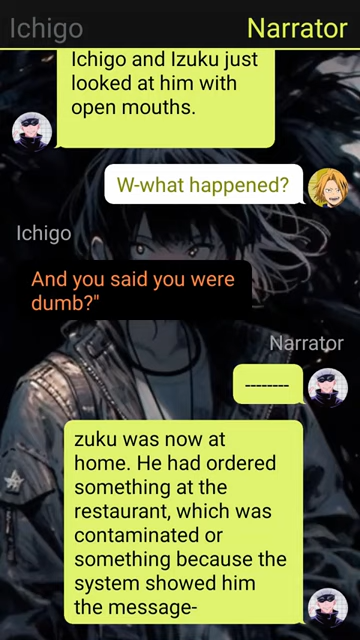 Ichigo
Narrator
Ichigo and Izuku just
looked at him with
open mouths.
W-what happened?
Ichigo
And you said you were
dumb?"
Narrator
--------
zuku was now at
home. He had ordered
something at the
restaurant, which was
contaminated or
something because the
system showed him
the message-